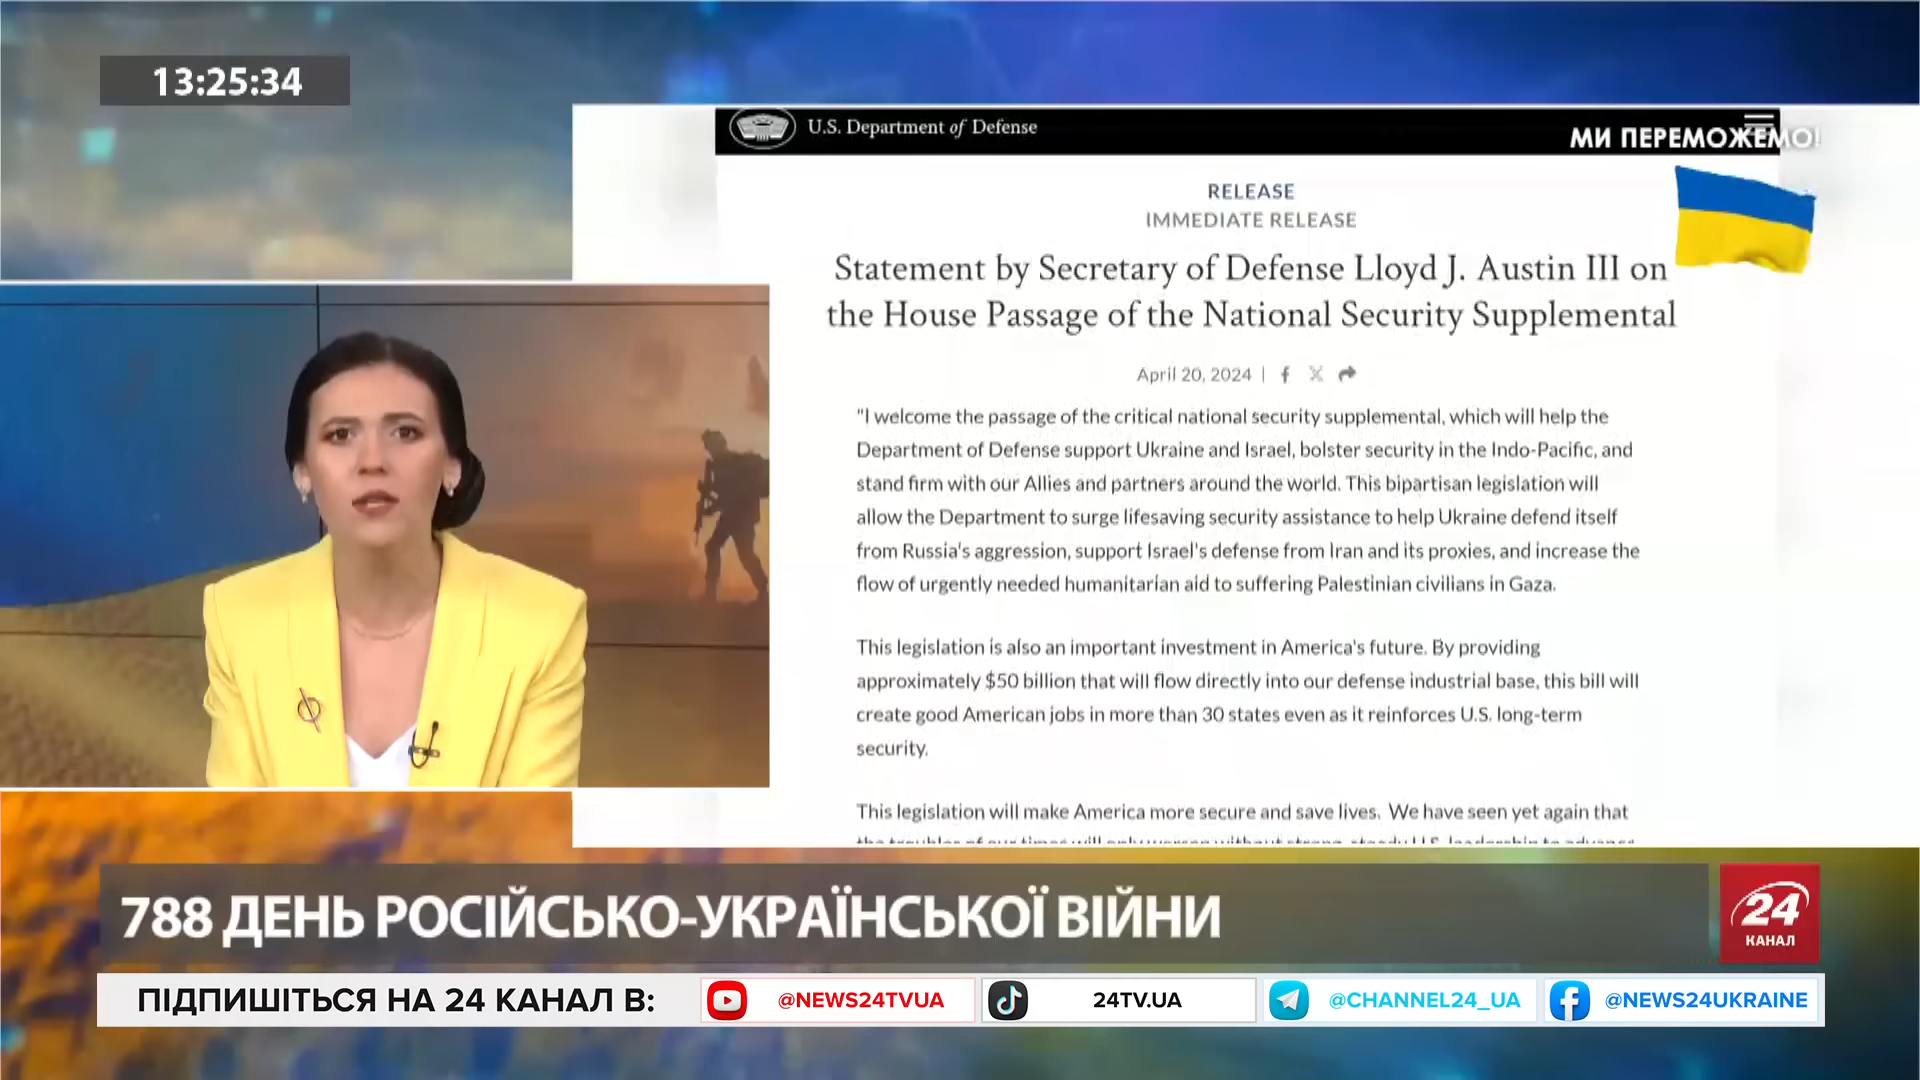 13:25:34
U.S. Department of Defense
МИ ПЕРЕМОЖЕМО!
RELEASE
IMMEDIATE RELEASE
Statement by Secretary of Defense Lloyd J. Austin III on
the House Passage of the National Security Supplemental
April 20, 2024 |
"I welcome the passage of the critical national security supplemental, which will help the
Department of Defense support Ukraine and Israel, bolster security in the Indo-Pacific, and
stand firm with our Allies and partners around the world. This bipartisan legislation will
allow the Department to surge lifesaving security assistance to help Ukraine defend itself
from Russia's aggression, support Israel's defense from Iran and its proxies, and increase the
flow of urgently needed humanitarian aid to suffering Palestinian civilians in Gaza.
This legislation is also an important investment in America's future. By providing
approximately $50 billion that will flow directly into our defense industrial base, this bill will
create good American jobs in more than 30 states even as it reinforces U.S. long-term
security.
This legislation will make America more secure and save lives. We have seen yet again that
788 ДЕНЬ РОСІЙСЬКО-УКРАЇНСЬКОЇ ВІЙНИ
24
КАНАЛ
ПІДПИШІТЬСЯ НА 24 КАНАЛ В:
@NEWS24TVUA
24TV.UA
@CHANNEL24_UA
@NEWS24UKRAINE